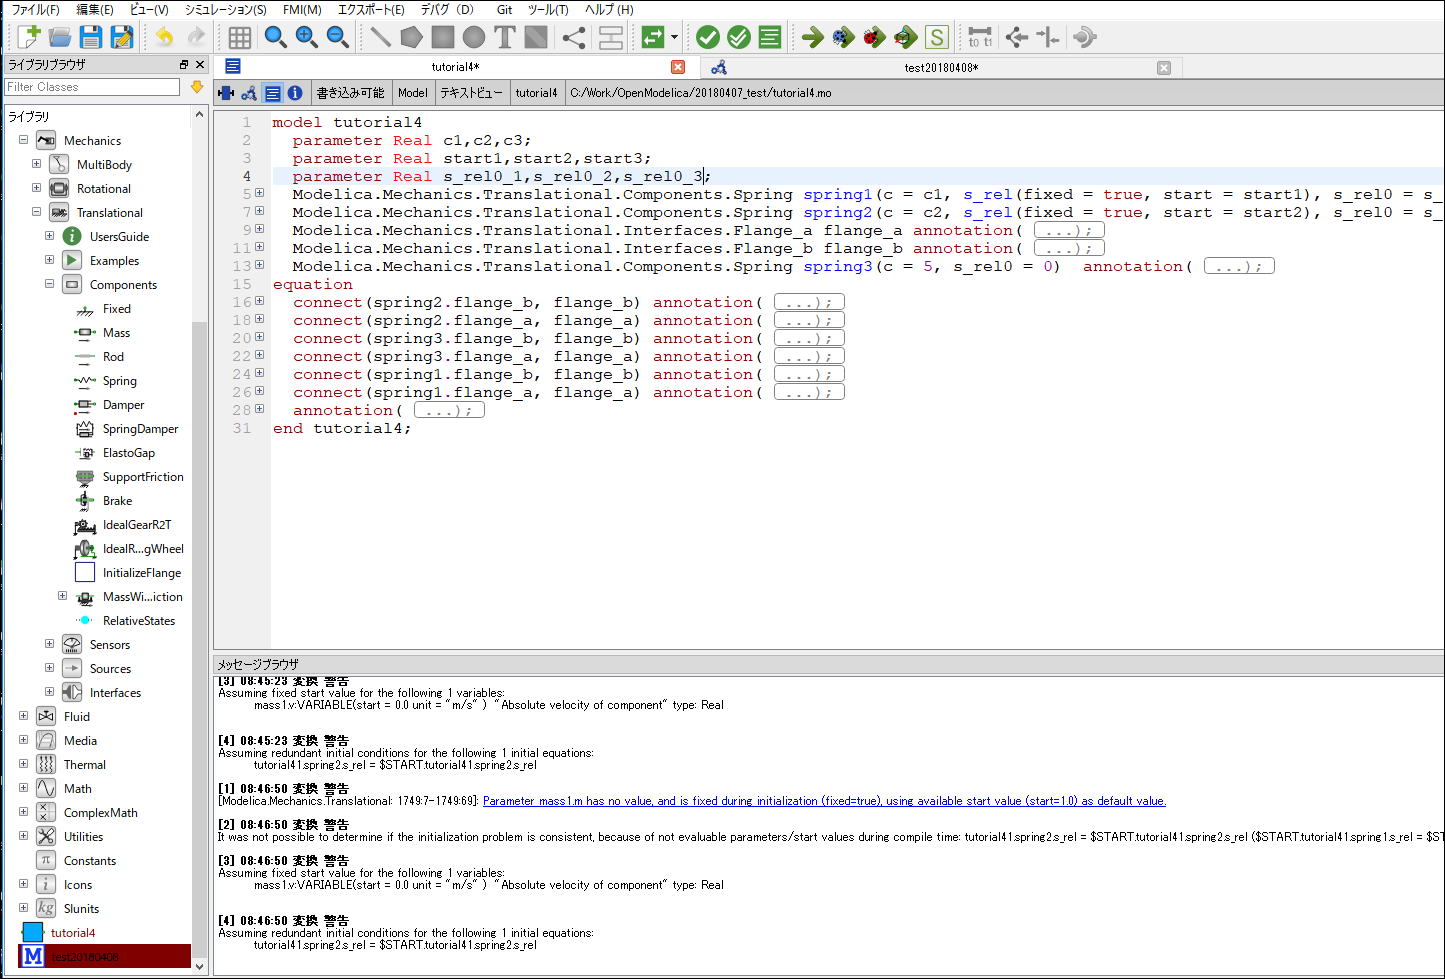 ファイル(F) 編集(E) ビュー(V) シミュレーション(S) FMI(M) エクスポート(E) デバグ (D) Git ツール(T) ヘルプ (H)
to t1
S
ライブラリブラウザ
Filter Classes
ライブラリ
Mechanics
MultiBody
Rotational
Translational
UsersGuide
Examples
Components
Fixed
Mass
Rod
Spring
Damper
SpringDamper
ElastoGap
SupportFriction
Brake
IdealGearR2T
IdealR...gWheel
InitializeFlange
MassWi...iction
RelativeStates
Sensors
Sources
Interfaces
Fluid
Media
Thermal
Math
ComplexMath
Utilities
Constants
Icons
SIunits
tutorial4
test20180408
tutorial4*
test20180408*
書き込み可能 Model テキストビュー tutorial4 C:/Work/OpenModelica/20180407_test/tutorial4.mo
1 model tutorial4
2 parameter Real c1,c2,c3;
3 parameter Real start1,start2,start3;
4 parameter Real s_rel0_1,s_rel0_2,s_rel0_3;
5 Modelica.Mechanics.Translational.Components.Spring spring1(c = c1, s_rel(fixed = true, start = start1), s_rel0 = s_
7 Modelica.Mechanics.Translational.Components.Spring spring2(c = c2, s_rel(fixed = true, start = start2), s_rel0 = s_
9 Modelica.Mechanics.Translational.Interfaces.Flange_a flange_a annotation( ...);
11 Modelica.Mechanics.Translational.Interfaces.Flange_b flange_b annotation( ...);
13 Modelica.Mechanics.Translational.Components.Spring spring3(c = 5, s_rel0 = 0) annotation( ...);
15 equation
16 connect(spring2.flange_b, flange_b) annotation( ...);
18 connect(spring2.flange_a, flange_a) annotation( ...);
20 connect(spring3.flange_b, flange_b) annotation( ...);
22 connect(spring3.flange_a, flange_a) annotation( ...);
24 connect(spring1.flange_b, flange_b) annotation( ...);
26 connect(spring1.flange_a, flange_a) annotation( ...);
28 annotation( ...);
31 end tutorial4;
メッセージブラウザ
[3] 08:45:23 変換 警告
Assuming fixed start value for the following 1 variables:
mass1.v:VARIABLE(start = 0.0 unit = "m/s" ) "Absolute velocity of component" type: Real
[4] 08:45:23 変換 警告
Assuming redundant initial conditions for the following 1 initial equations:
tutorial41.spring2.s_rel = $START.tutorial41.spring2.s_rel
[1] 08:46:50 変換 警告
[Modelica.Mechanics.Translational: 1749:7-1749:69]: Parameter mass1.m has no value, and is fixed during initialization (fixed=true), using available start value (start=1.0) as default value.
[2] 08:46:50 変換 警告
It was not possible to determine if the initialization problem is consistent, because of not evaluable parameters/start values during compile time: tutorial41.spring2.s_rel = $START.tutorial41.spring2.s_rel ($START.tutorial41.spring1.s_rel = $ST
[3] 08:46:50 変換 警告
Assuming fixed start value for the following 1 variables:
mass1.v:VARIABLE(start = 0.0 unit = "m/s" ) "Absolute velocity of component" type: Real
[4] 08:46:50 変換 警告
Assuming redundant initial conditions for the following 1 initial equations:
tutorial41.spring2.s_rel = $START.tutorial41.spring2.s_rel